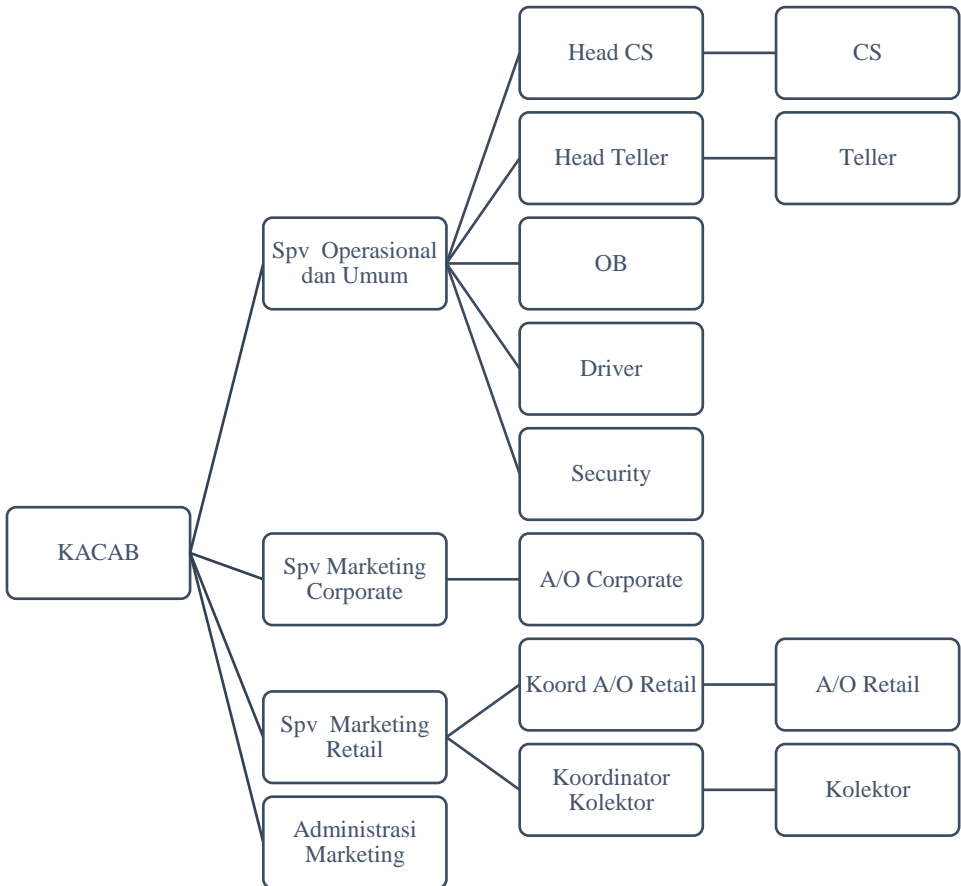 Head CS
CS
Head Teller
Teller
Spv  Operasional
dan Umum
OB
Driver
Security
KACAB
Spv Marketing
Corporate
A/O Corporate
Koord A/O Retail
A/O Retail
Spv  Marketing
Retail
Koordinator
Kolektor
Kolektor
Administrasi
Marketing